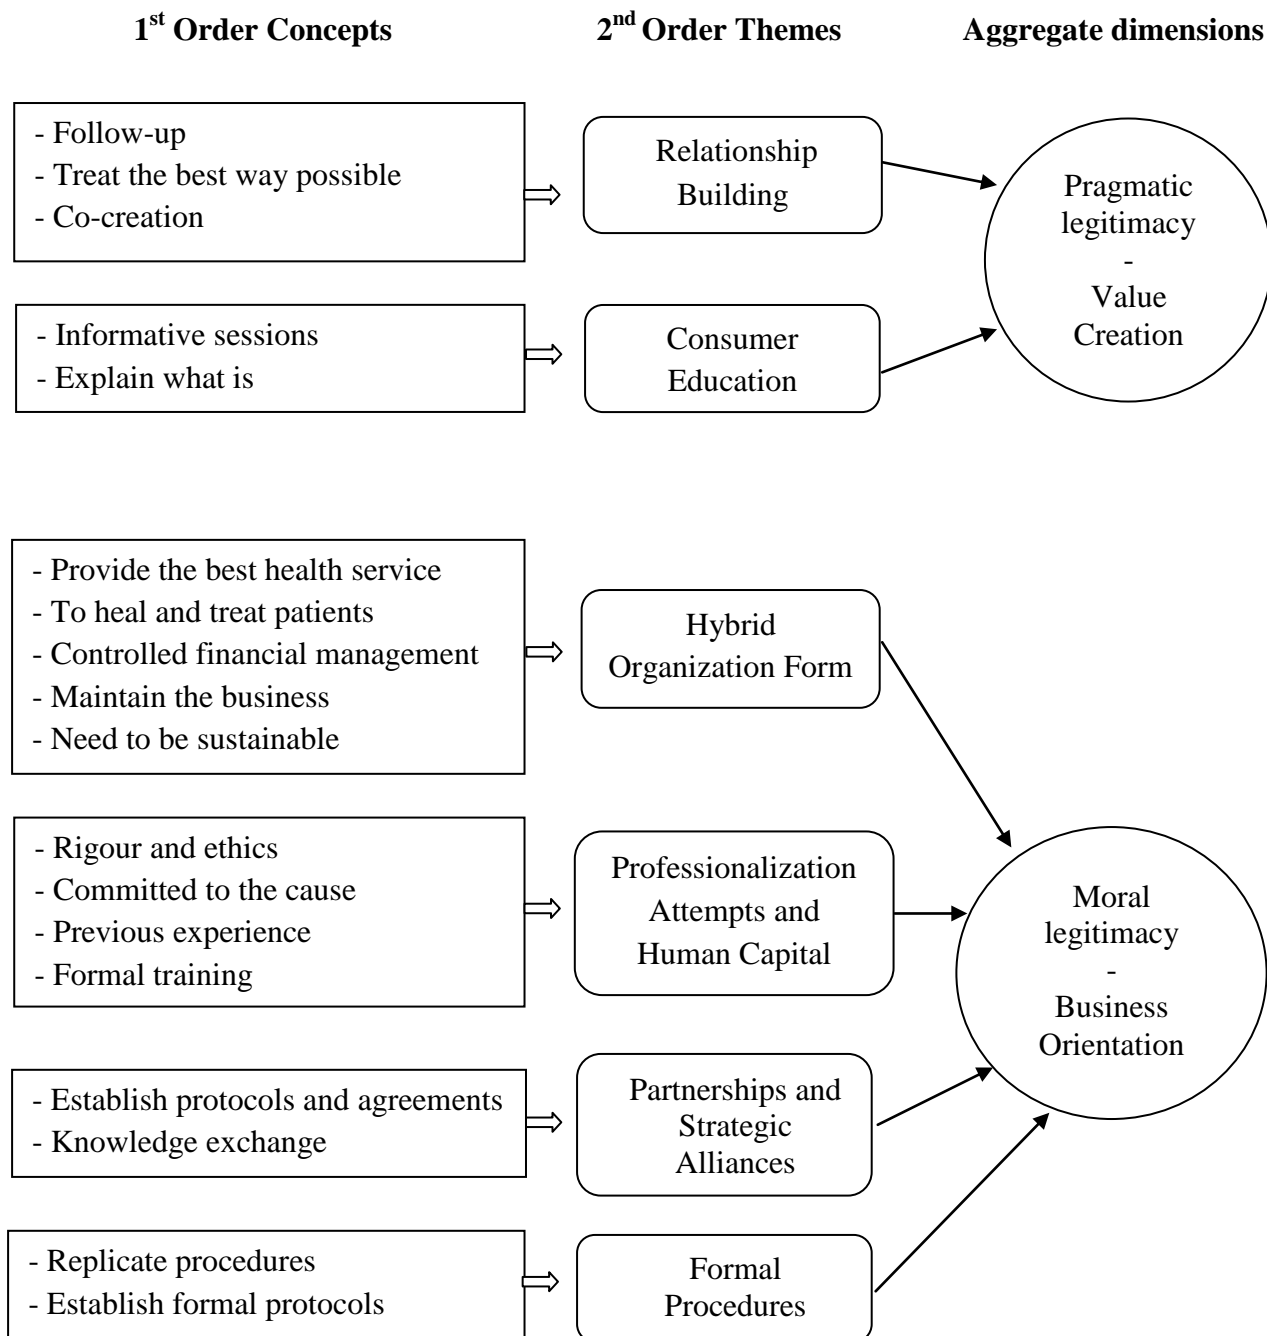 1st Order Concepts
2nd Order Themes
Aggregate dimensions
- Follow-up
- Treat the best way possible
- Co-creation
Relationship
Building
Pragmatic
legitimacy
-
Value
Creation
- Informative sessions
- Explain what is
Consumer
Education
- Provide the best health service
- To heal and treat patients
- Controlled financial management
- Maintain the business
- Need to be sustainable
Hybrid
Organization Form
- Rigour and ethics
- Committed to the cause
- Previous experience
- Formal training
Professionalization
Attempts and
Human Capital
Moral
legitimacy
-
Business
Orientation
- Establish protocols and agreements
- Knowledge exchange
Partnerships and
Strategic
Alliances
- Replicate procedures
- Establish formal protocols
Formal
Procedures